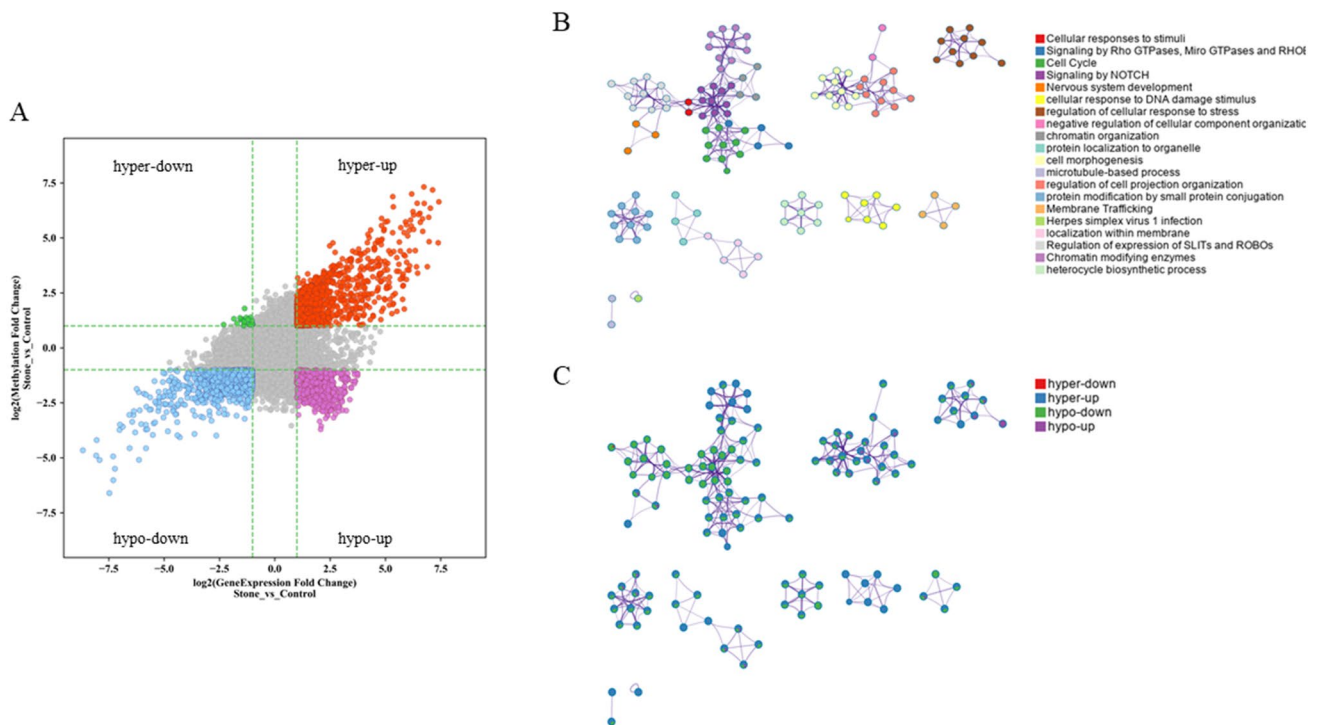 A
hyper-down
hyper-up
7.5
5.0
2.5
0.0
−2.5
−5.0
−7.5
log2(Methylation Fold Change)
Stone_vs_Control
hypo-down
hypo-up
−7.5
−5.0
−2.5
0.0
2.5
5.0
7.5
log2(GeneExpression Fold Change)
Stone_vs_Control
B
Cellular responses to stimuli
Signaling by Rho GTPases, Miro GTPases and RHOB
Cell Cycle
Signaling by NOTCH
Nervous system development
cellular response to DNA damage stimulus
regulation of cellular response to stress
negative regulation of cellular component organizatic
chromatin organization
protein localization to organelle
cell morphogenesis
microtubule-based process
regulation of cell projection organization
protein modification by small protein conjugation
Membrane Trafficking
Herpes simplex virus 1 infection
localization within membrane
Regulation of expression of SLITs and ROBOs
Chromatin modifying enzymes
heterocycle biosynthetic process
C
hyper-down
hyper-up
hypo-down
hypo-up